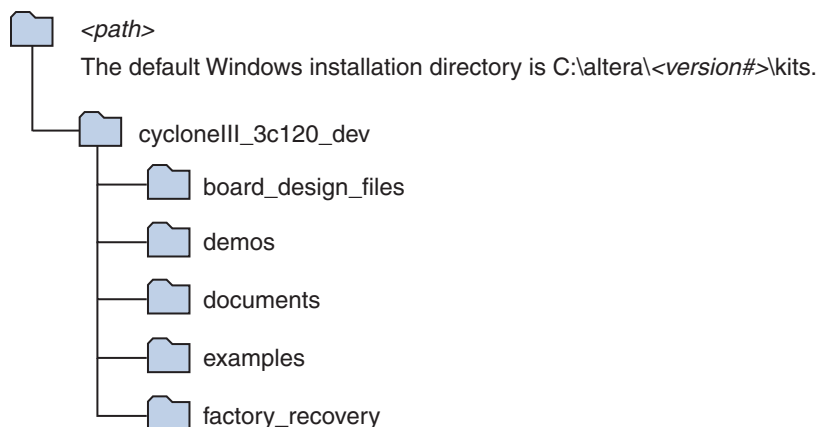 <path>
The default Windows installation directory is C:\altera\<version#>\kits.
cycloneIII_3c120_dev
board_design_files
demos
documents
examples
factory_recovery